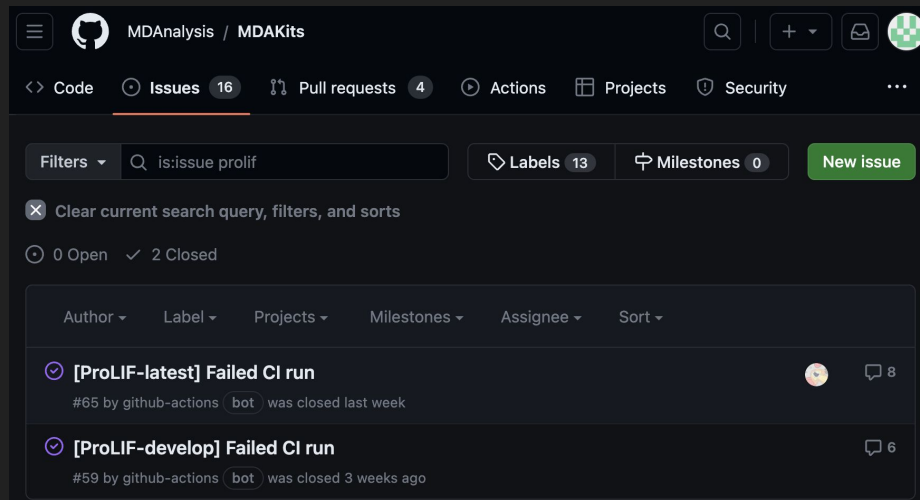 MDAnalysis / MDAKits
Code Issues 16 Pull requests 4 Actions Projects Security
Filters is:issue prolif Labels 13 Milestones 0 New issue
Clear current search query, filters, and sorts
0 Open 2 Closed
Author Label Projects Milestones Assignee Sort
[ProLIF-latest] Failed CI run 8
#65 by github-actions bot was closed last week
[ProLIF-develop] Failed CI run 6
#59 by github-actions bot was closed 3 weeks ago